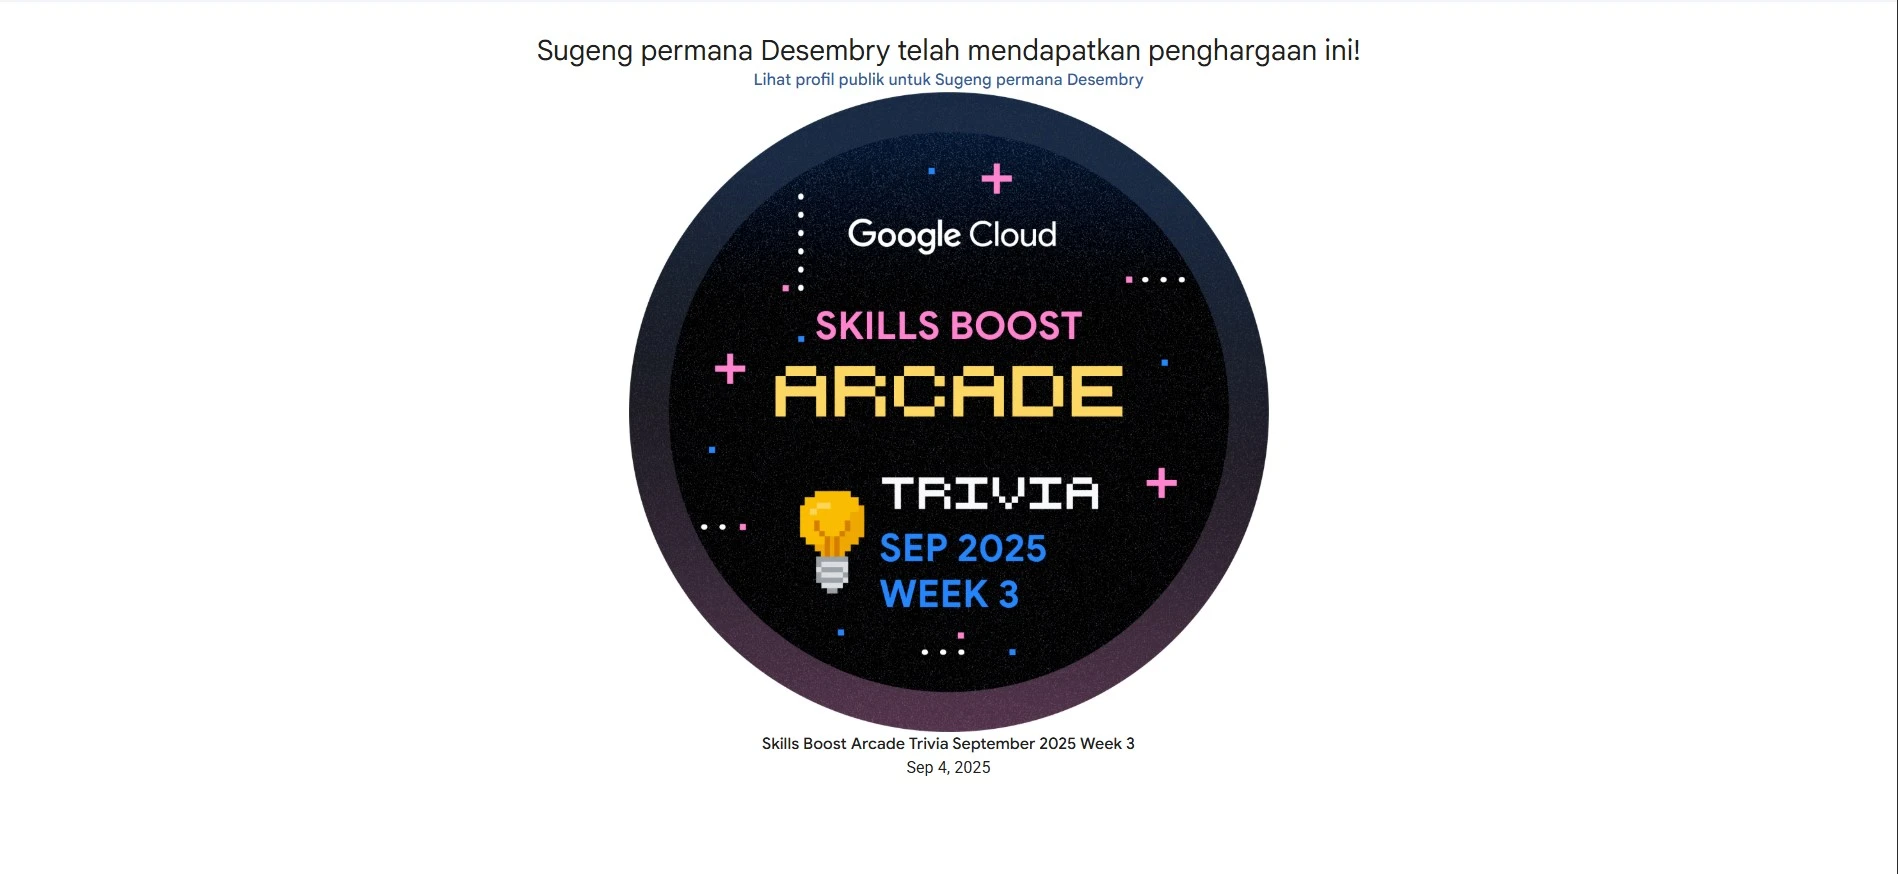 Sugeng permana Desembry telah mendapatkan penghargaan ini!
Lihat profil publik untuk Sugeng permana Desembry
Google Cloud
SKILLS BOOST
ARCADE
TRIVIA
SEP 2025
WEEK 3
Skills Boost Arcade Trivia September 2025 Week 3
Sep 4, 2025